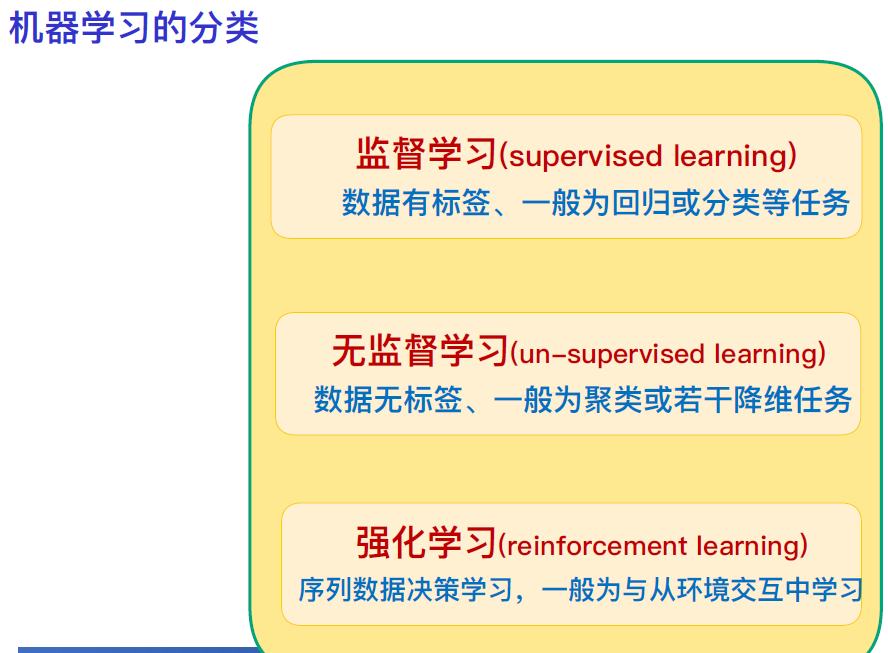 机器学习的分类
监督学习(supervised learning)
数据有标签、一般为回归或分类等任务
无监督学习(un-supervised learning)
数据无标签、一般为聚类或若干降维任务
强化学习(reinforcement learning)
序列数据决策学习，一般为与从环境交互中学习